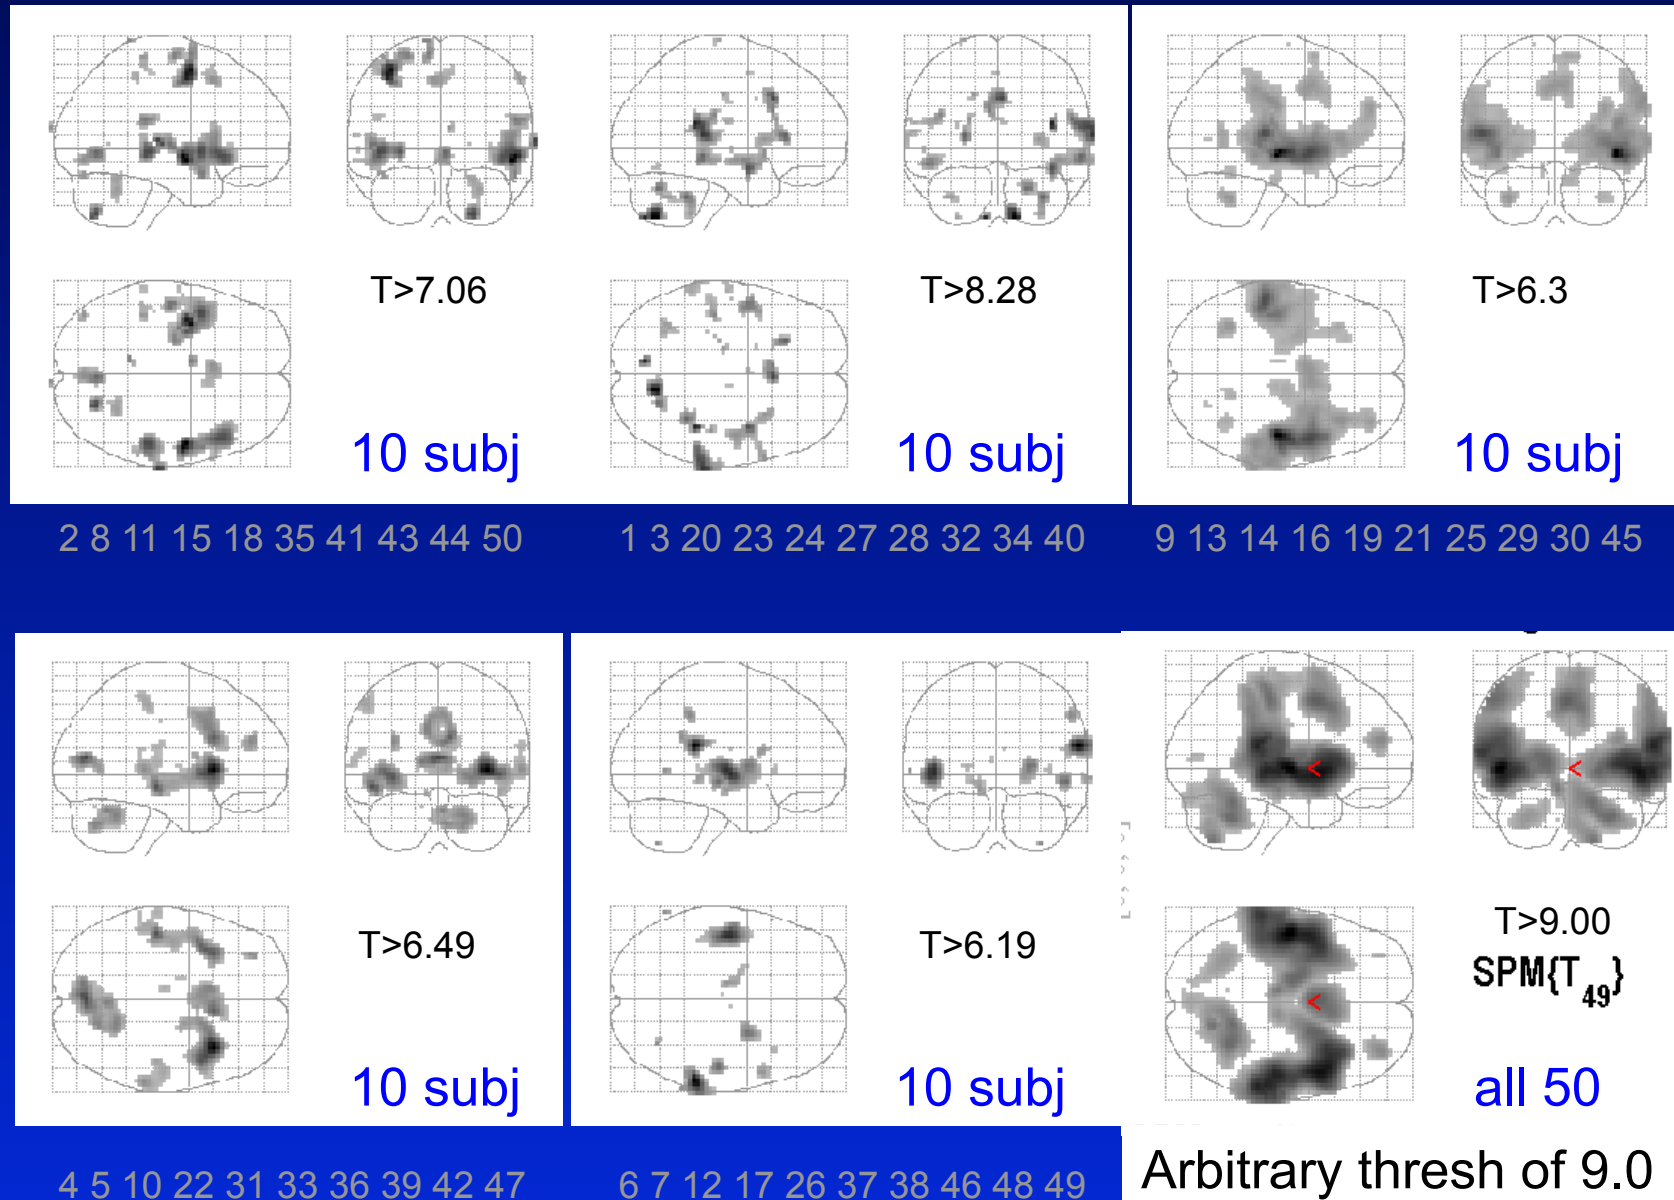 T>7.06
10 subj
2 8 11 15 18 35 41 43 44 50
T>8.28
10 subj
1 3 20 23 24 27 28 32 34 40
T>6.3
10 subj
9 13 14 16 19 21 25 29 30 45
T>6.49
10 subj
4 5 10 22 31 33 36 39 42 47
T>6.19
10 subj
6 7 12 17 26 37 38 46 48 49
<
<
T>9.00
SPM{T49}
<
all 50
Arbitrary thresh of 9.0